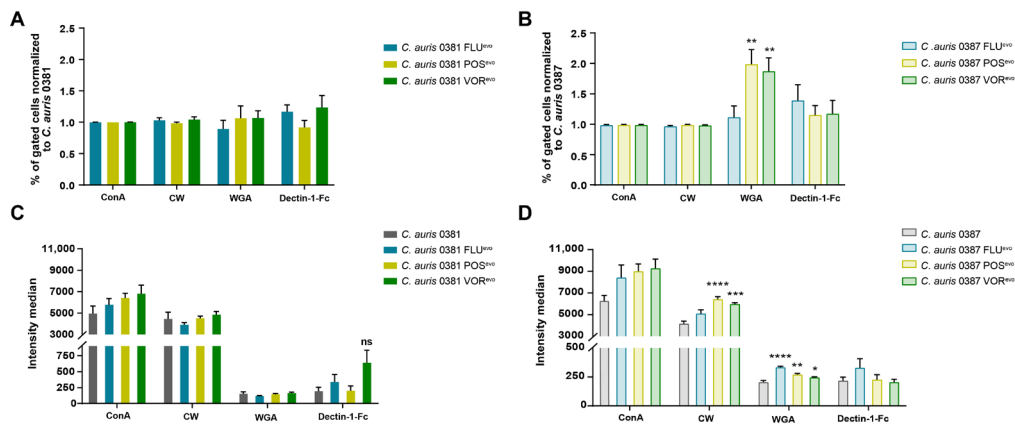 A
% of gated cells normalized
to C. auris 0381
2.5
2.0
1.5
1.0
0.5
0.0
ConA
CW
WGA
Dectin-1-Fc
C. auris 0381 FLUevo
C. auris 0381 POSevo
C. auris 0381 VORevo
B
% of gated cells normalized
to C. auris 0387
2.5
2.0
1.5
1.0
0.5
0.0
**
**
ConA
CW
WGA
Dectin-1-Fc
C .auris 0387 FLUevo
C. auris 0387 POSevo
C. auris 0387 VORevo
C
Intensity median
11,000
9000
7000
5000
3000
750
500
250
0
ns
ConA
CW
WGA
Dectin-1-Fc
C. auris 0381
C. auris 0381 FLUevo
C. auris 0381 POSevo
C. auris 0381 VORevo
D
Intensity median
11,000
9000
7000
5000
3000
500
250
0
****
***
****
**
*
ConA
CW
WGA
Dectin-1-Fc
C. auris 0387
C. auris 0387 FLUevo
C. auris 0387 POSevo
C. auris 0387 VORevo